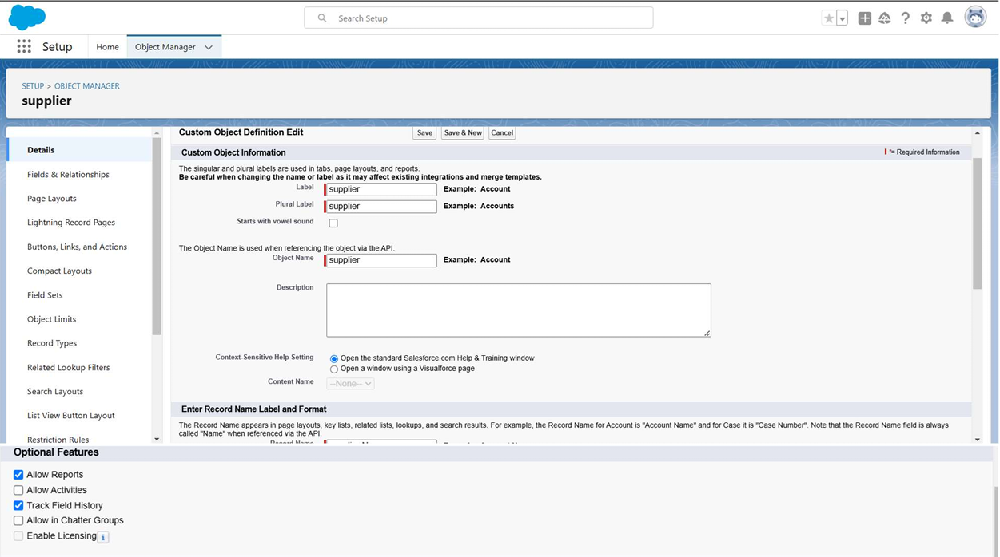 Search Setup
Setup
Home
Object Manager
SETUP > OBJECT MANAGER
supplier
Details
Fields & Relationships
Page Layouts
Lightning Record Pages
Buttons, Links, and Actions
Compact Layouts
Field Sets
Object Limits
Record Types
Related Lookup Filters
Search Layouts
List View Button Layout
Restriction Rules
Custom Object Definition Edit
Save
Save & New
Cancel
Custom Object Information
= Required Information
The singular and plural labels are used in tabs, page layouts, and reports.
Be careful when changing the name or label as it may affect existing integrations and merge templates.
Label supplier Example: Account
Plural Label supplier Example: Accounts
Starts with vowel sound
The Object Name is used when referencing the object via the API.
Object Name supplier Example: Account
Description
Context-Sensitive Help Setting Open the standard Salesforce.com Help & Training window
Open a window using a Visualforce page
Content Name --None--
Enter Record Name Label and Format
The Record Name appears in page layouts, key lists, related lists, lookups, and search results. For example, the Record Name for Account is "Account Name" and for Case it is "Case Number". Note that the Record Name field is always
called "Name" when referenced via the API.
Record Name
Optional Features
Allow Reports
Allow Activities
Track Field History
Allow in Chatter Groups
Enable Licensing i